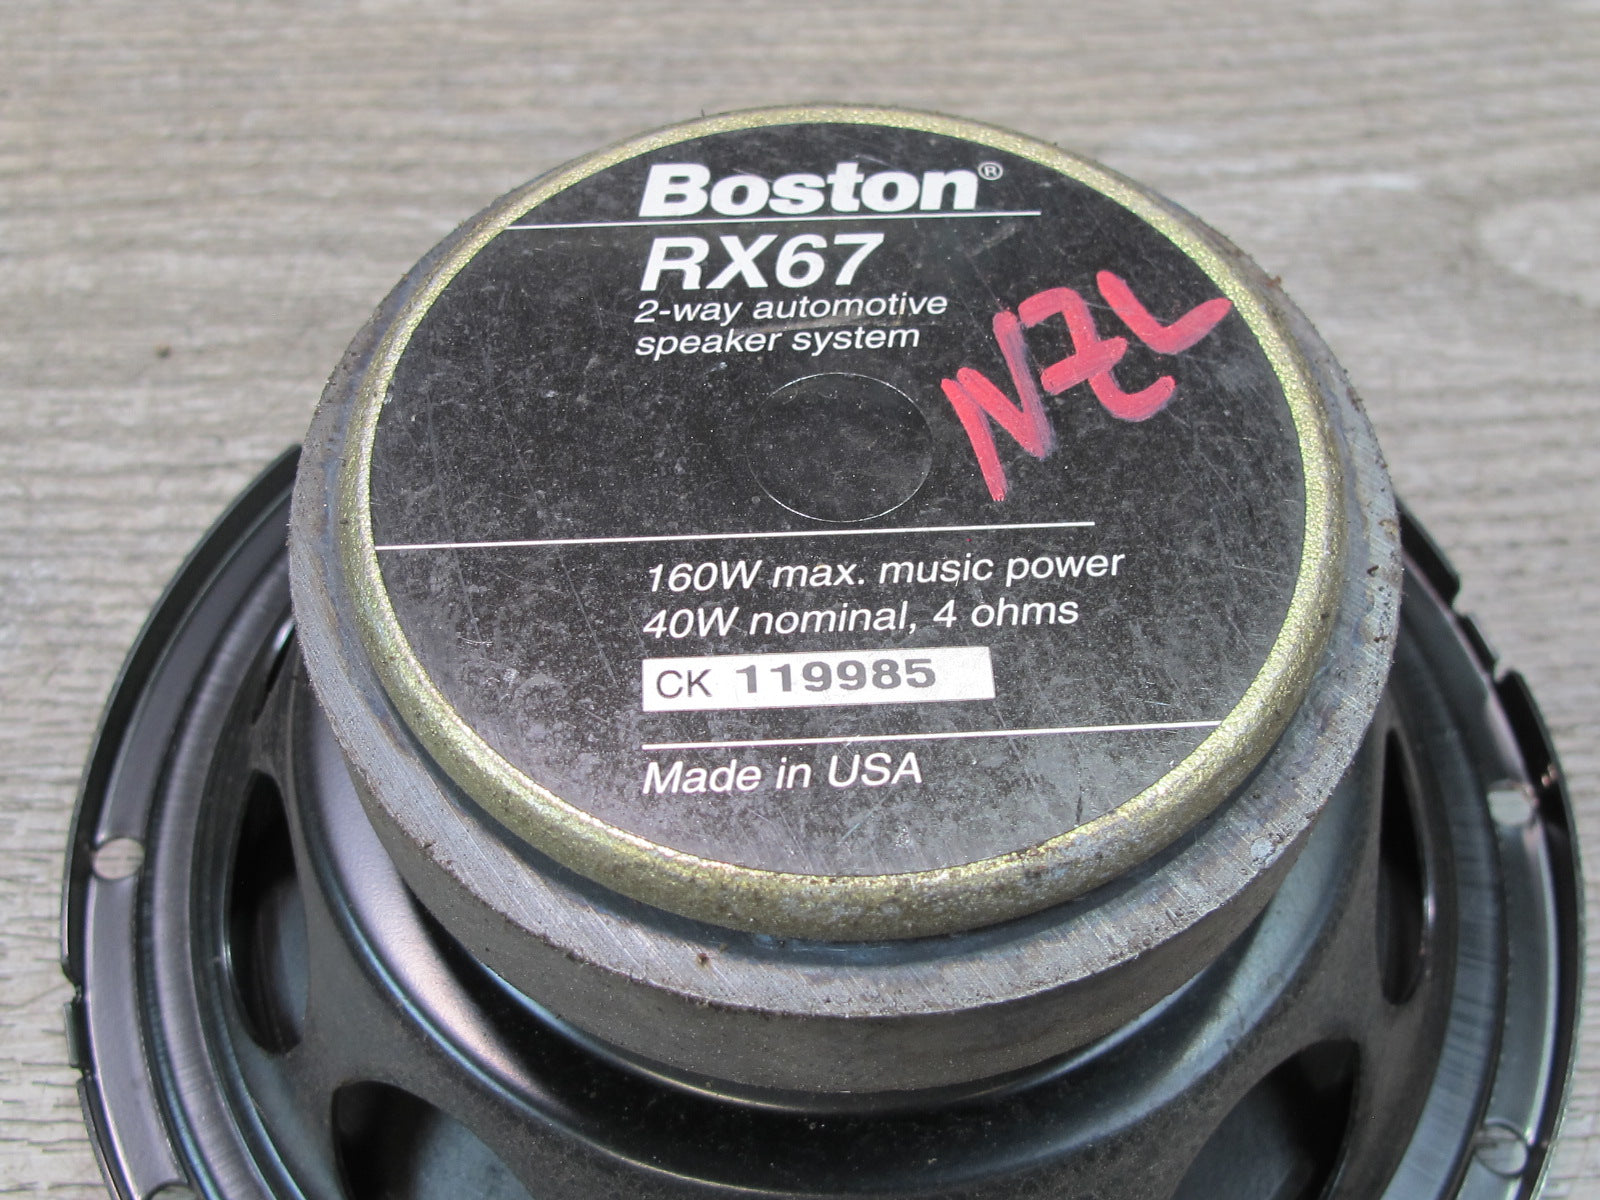 Boston®
RX67
2-way automotive
speaker system
160W max. music power
40W nominal, 4 ohms
CK 119985
Made in USA